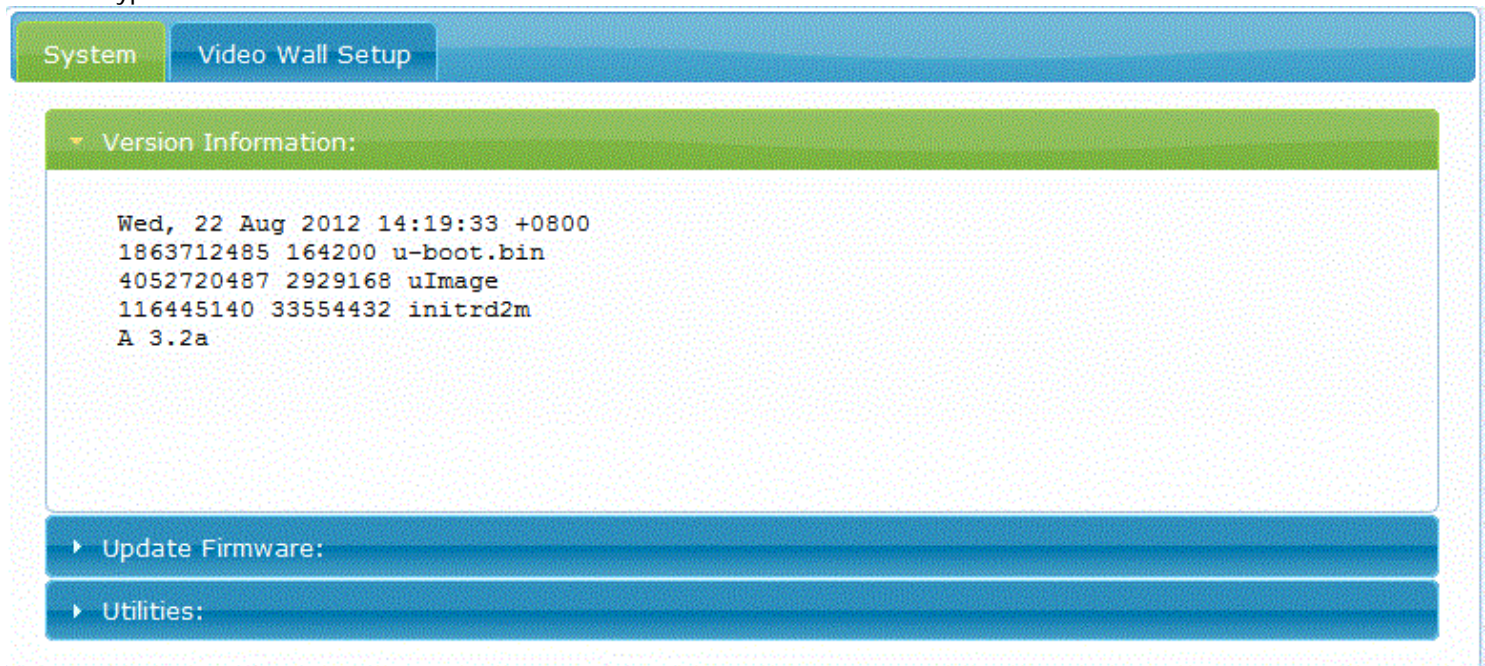 System Video Wall Setup
Version Information:
Wed, 22 Aug 2012 14:19:33 +0800
1863712485 164200 u-boot.bin
4052720487 2929168 uImage
116445140 33554432 initrd2m
A 3.2a
Update Firmware:
Utilities: